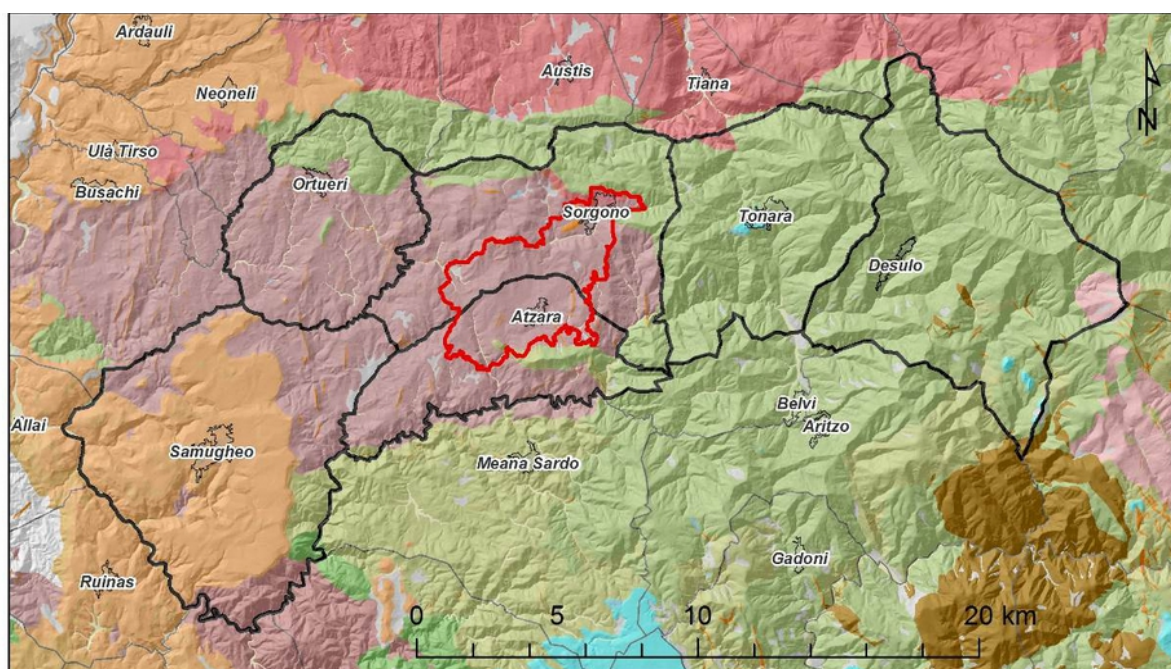 Ardauli
Neoneli
Austis
Tiana
Ula Tirso
Busachi
Ortueri
Sorgono
Tonara
Desulo
Atzara
Allai
Samugheo
Belvi
Aritzo
Meana Sardo
Gadoni
Ruinas
N
0 5 10 20 km